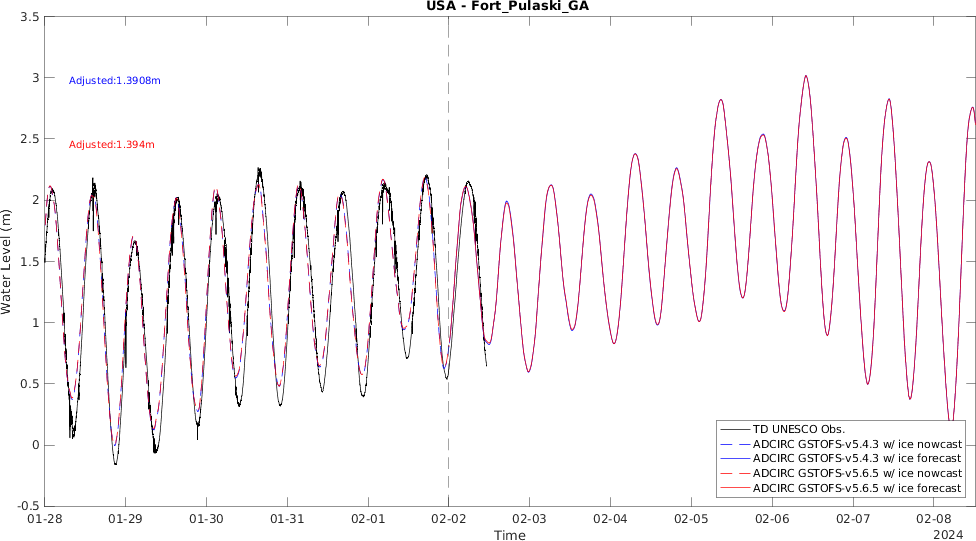 USA - Fort_Pulaski_GA
3.5
3
2.5
2
1.5
1
0.5
0
-0.5
Water Level (m)
Adjusted:1.3908m
Adjusted:1.394m
TD UNESCO Obs.
ADCIRC GSTOFS-v5.4.3 w/ ice nowcast
ADCIRC GSTOFS-v5.4.3 w/ ice forecast
ADCIRC GSTOFS-v5.6.5 w/ ice nowcast
ADCIRC GSTOFS-v5.6.5 w/ ice forecast
01-28 01-29 01-30 01-31 02-01 02-02 02-03 02-04 02-05 02-06 02-07 02-08
Time
2024